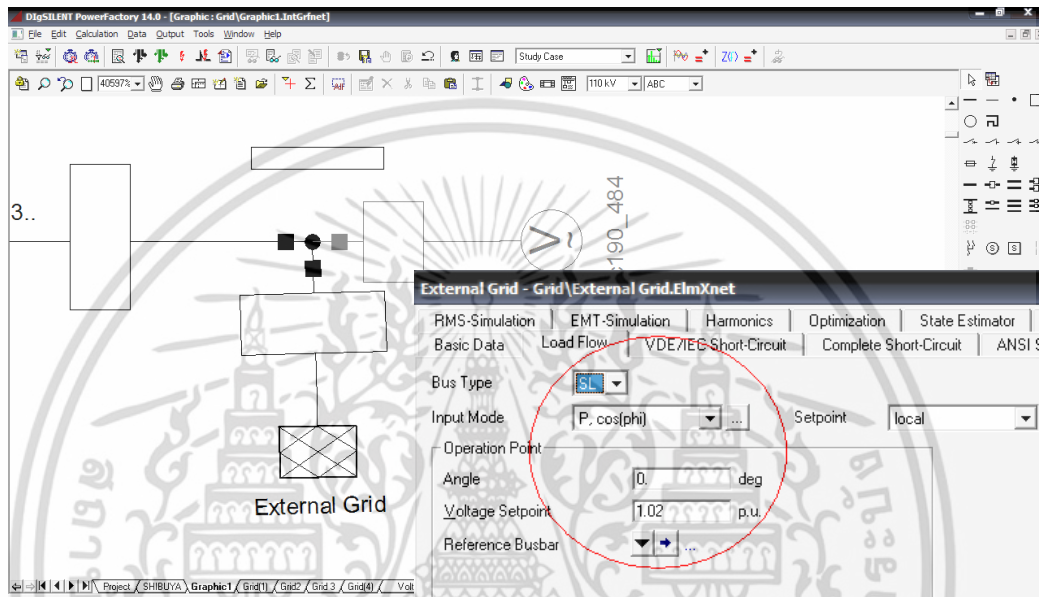 DIgSILENT PowerFactory 14.0 - [Graphic : Grid\Graphic1.IntGrfnet]
File Edit Calculation Data Output Tools Window Help
Study Case
40597% 110 kV ABC
3..
190_484
External Grid
External Grid - Grid\External Grid.ElmXnet
RMS-Simulation EMT-Simulation Harmonics Optimization State Estimator
Basic Data Load Flow VDE/IEC Short-Circuit Complete Short-Circuit ANSI S
Bus Type SL
Input Mode P, cos(phi) ... Setpoint local
Operation Point
Angle 0. deg
Voltage Setpoint 1.02 p.u.
Reference Busbar ...
Project SHIBUYA Graphic1 Grid(1) Grid2 Grid 3 Grid(4) Volt